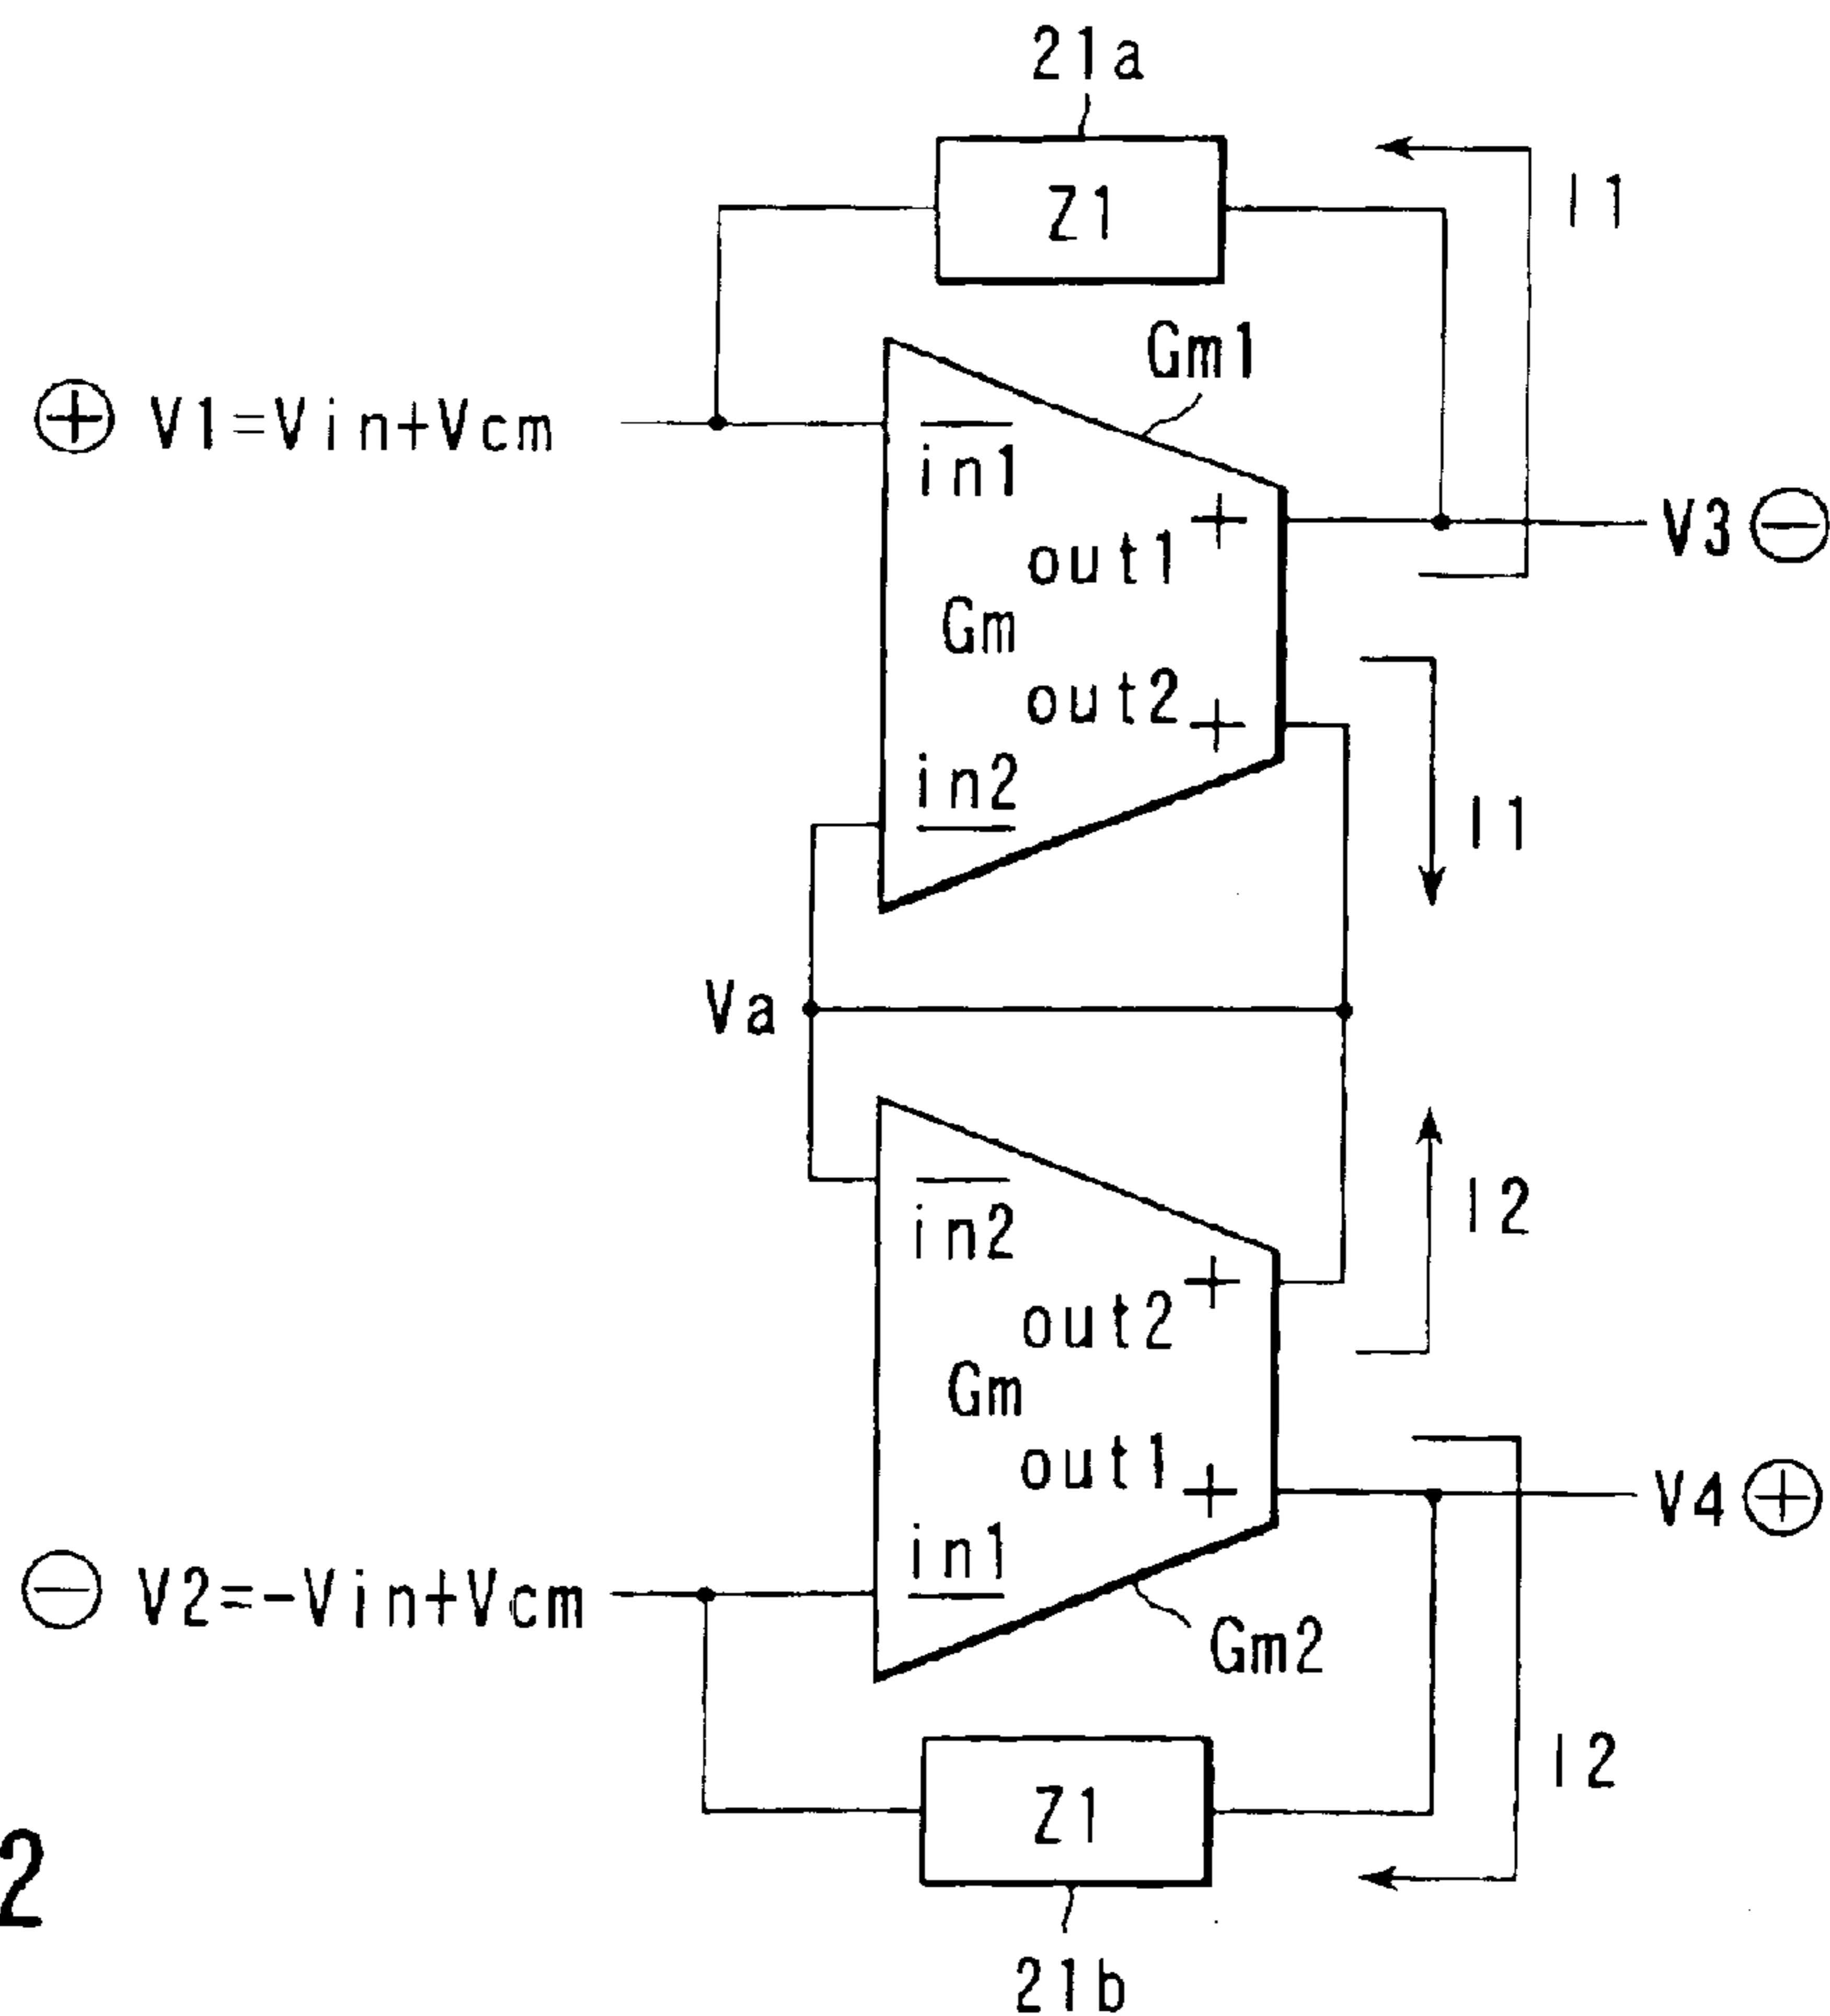 21a
Z1
I1
Gm1
⊕ V1=Vin+Vcm
in1
+
V3 ⊖
out1
Gm
out2 +
in2
I1
Va
in2
+
I2
out2
Gm
out1 +
V4 ⊕
in1
⊖ V2=-Vin+Vcm
Gm2
I2
Z1
2
21b